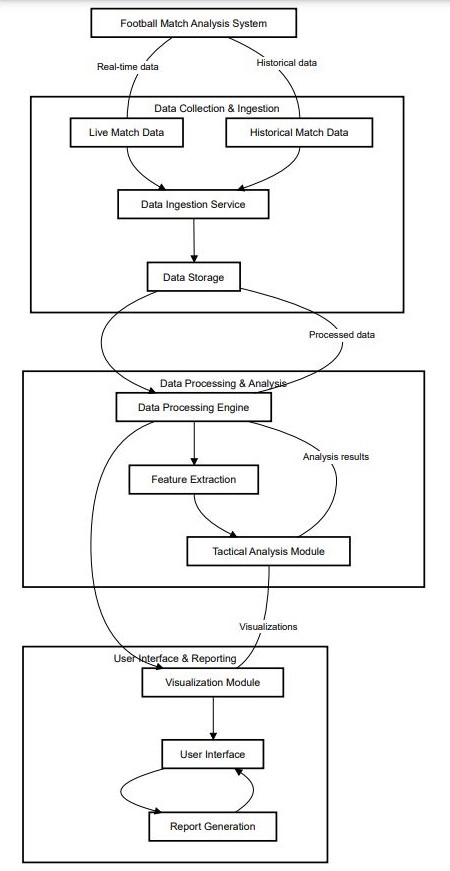 Football Match Analysis System
Real-time data
Historical data
Data Collection & Ingestion
Live Match Data
Historical Match Data
Data Ingestion Service
Data Storage
Processed data
Data Processing & Analysis
Data Processing Engine
Analysis results
Feature Extraction
Tactical Analysis Module
Visualizations
User Interface & Reporting
Visualization Module
User Interface
Report Generation